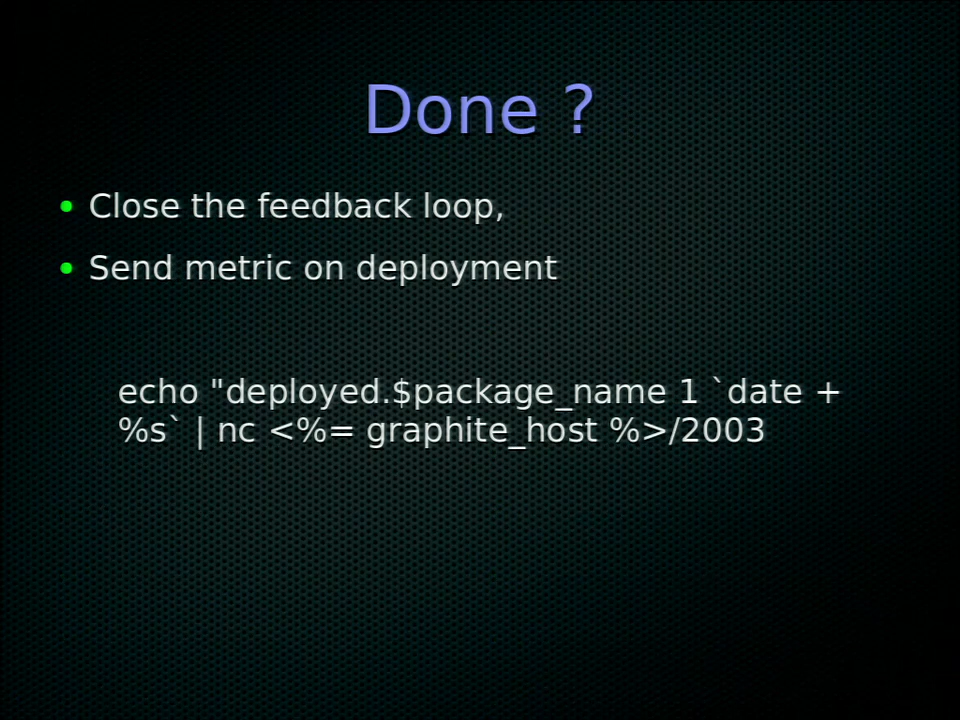 Done ?
Close the feedback loop,
Send metric on deployment
echo "deployed.$package_name 1 `date +
%s` | nc <%= graphite_host %>/2003